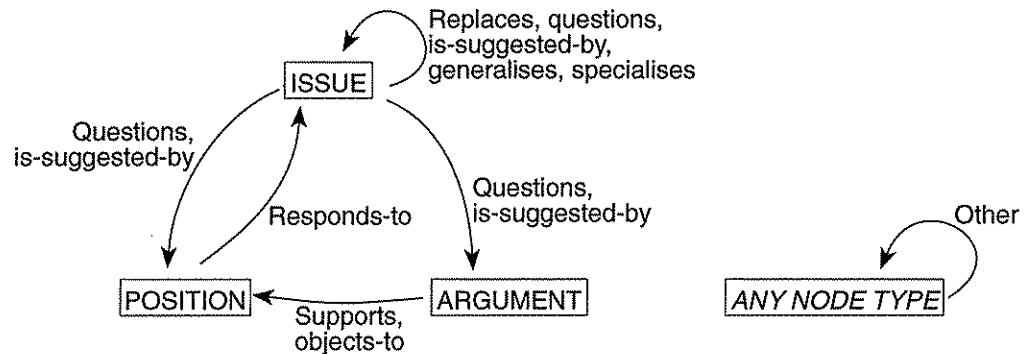 Replaces, questions,
is-suggested-by,
generalises, specialises
ISSUE
Questions,
is-suggested-by
Questions,
is-suggested-by
Responds-to
Other
POSITION
ARGUMENT
ANY NODE TYPE
Supports,
objects-to